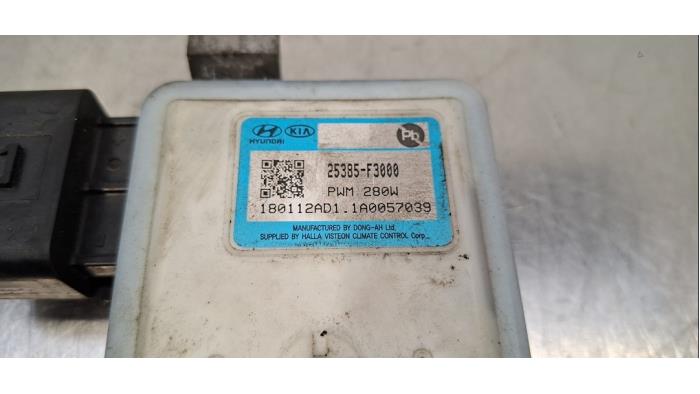 HYUNDAI
KIA
Pb
25385-F3000
PWM 280W
180112AD1.1A0057039
MANUFACTURED BY DONG-AH Ltd.
SUPPLIED BY HALLA VISTEON CLIMATE CONTROL Corp.,